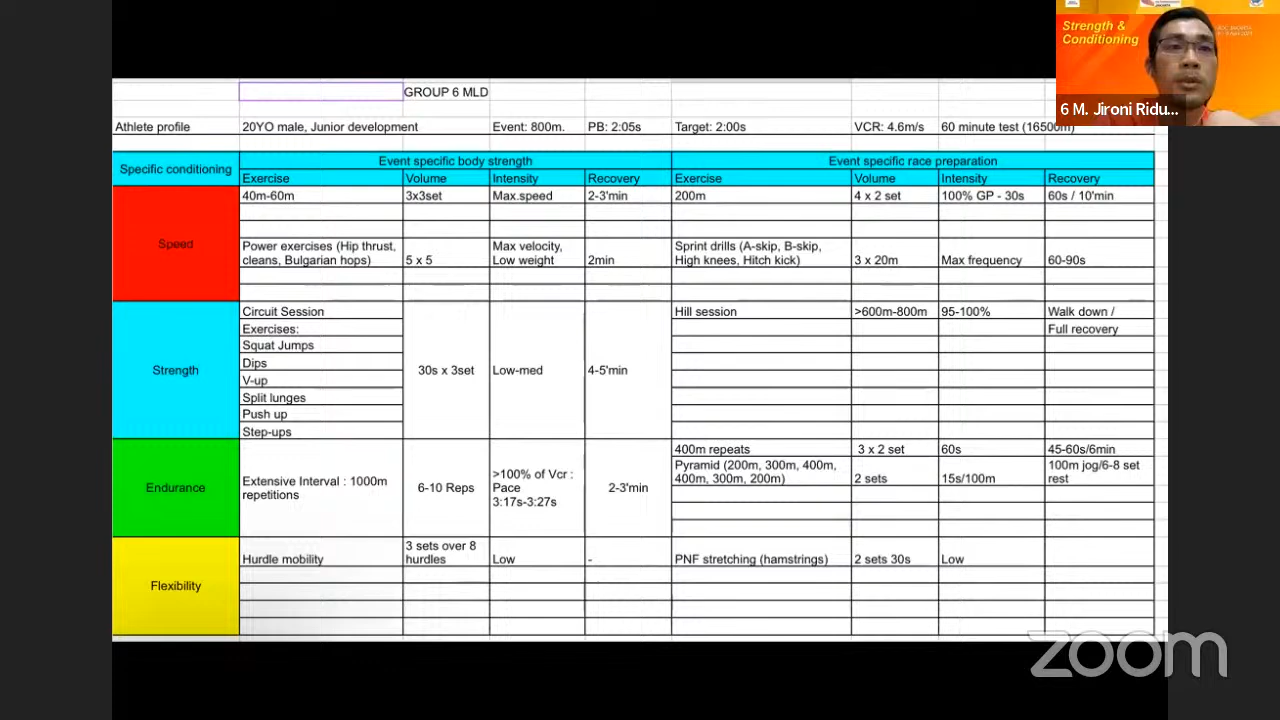 Strength &
Conditioning
6 M. Jironi Ridu...
GROUP 6 MLD
Athlete profile 20YO male, Junior development Event: 800m. PB: 2:05s Target: 2:00s VCR: 4.6m/s 60 minute test (16500m)
Specific conditioning Event specific body strength Event specific race preparation
Exercise Volume Intensity Recovery Exercise Volume Intensity Recovery
Speed
40m-60m 3x3set Max.speed 2-3'min 200m 4 x 2 set 100% GP - 30s 60s / 10'min
Power exercises (Hip thrust, Max velocity, Sprint drills (A-skip, B-skip,
cleans, Bulgarian hops) 5 x 5 Low weight 2min High knees, Hitch kick) 3 x 20m Max frequency 60-90s
Strength
Circuit Session Hill session >600m-800m 95-100% Walk down /
Exercises: Full recovery
Squat Jumps
Dips
30s x 3set Low-med 4-5'min
V-up
Split lunges
Push up
Step-ups
Endurance
400m repeats 3 x 2 set 60s 45-60s/6min
Extensive Interval : 1000m
repetitions
6-10 Reps
>100% of Vcr :
Pace
3:17s-3:27s
2-3'min
Pyramid (200m, 300m, 400m,
400m, 300m, 200m)
2 sets
15s/100m
100m jog/6-8 set
rest
Flexibility
Hurdle mobility
3 sets over 8
hurdles
Low
-
PNF stretching (hamstrings) 2 sets 30s Low
zoom